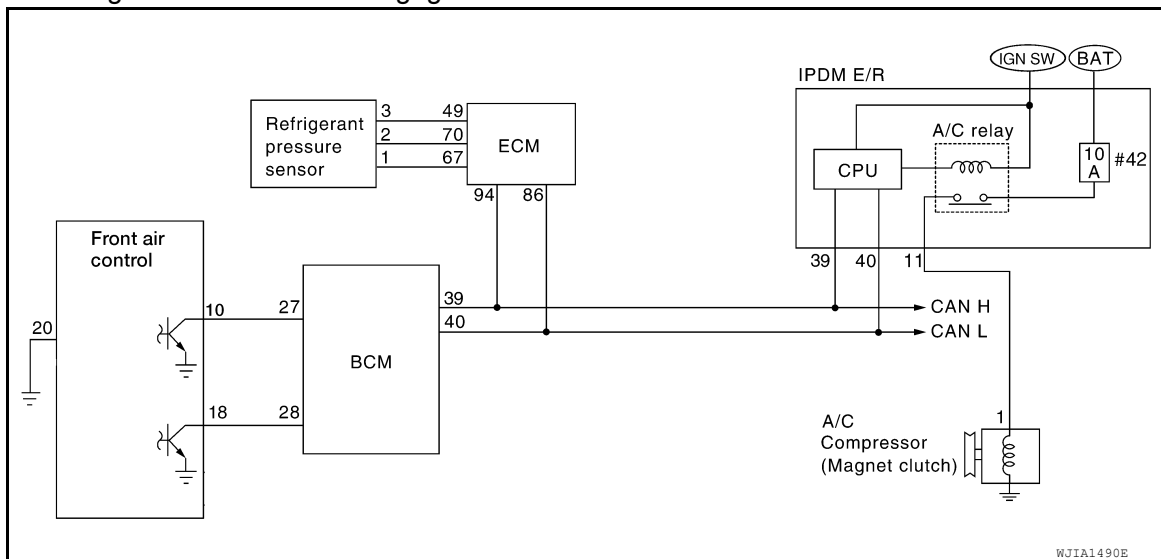 IGN SW BAT
IPDM E/R
A/C relay
CPU
10
A
#42
39 40 11
Refrigerant
pressure
sensor
3 49
2 70
1 67
ECM
94 86
Front air
control
20
10 27
18 28
BCM
39
40
CAN H
CAN L
A/C
Compressor
(Magnet clutch)
1
WJIA1490E